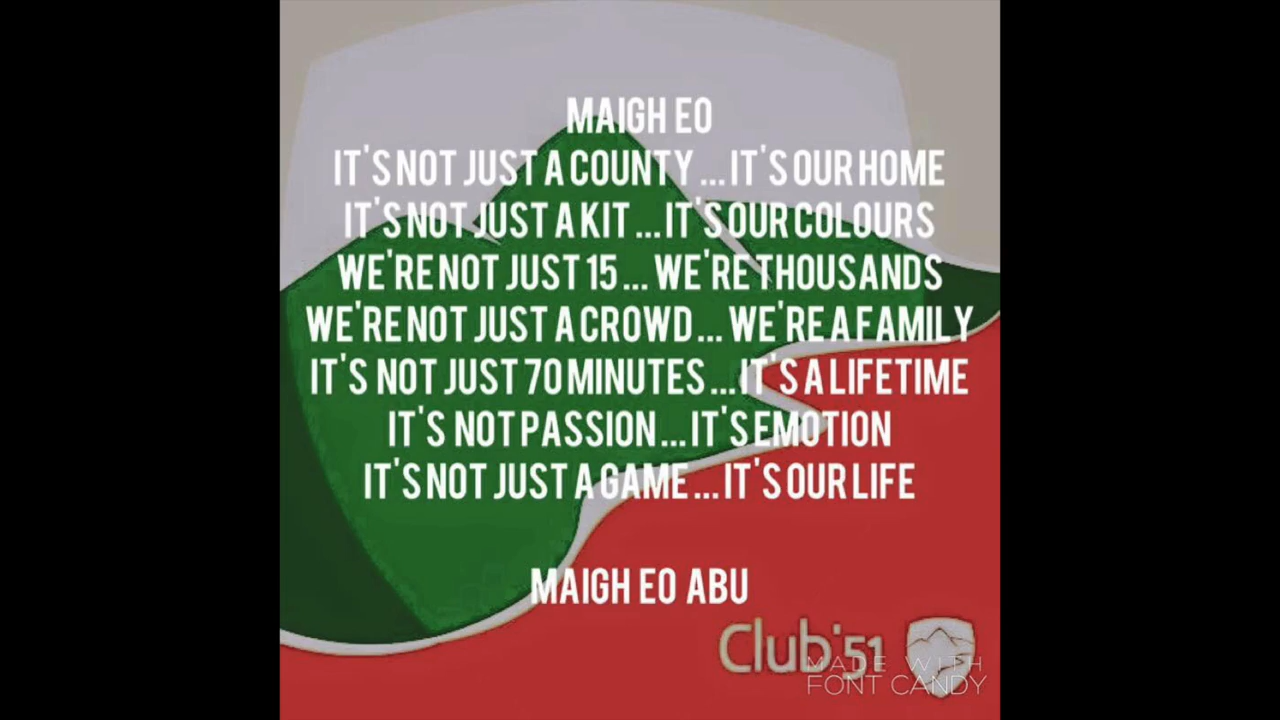 MAIGH EO
IT'S NOT JUST A COUNTY ... IT'S OUR HOME
IT'S NOT JUST A KIT ... IT'S OUR COLOURS
WE'RE NOT JUST 15 ... WE'RE THOUSANDS
WE'RE NOT JUST A CROWD ... WE'RE A FAMILY
IT'S NOT JUST 70 MINUTES ... IT'S A LIFETIME
IT'S NOT PASSION ... IT'S EMOTION
IT'S NOT JUST A GAME ... IT'S OUR LIFE
MAIGH EO ABU
Club '51
MADE WITH
FONT CANDY